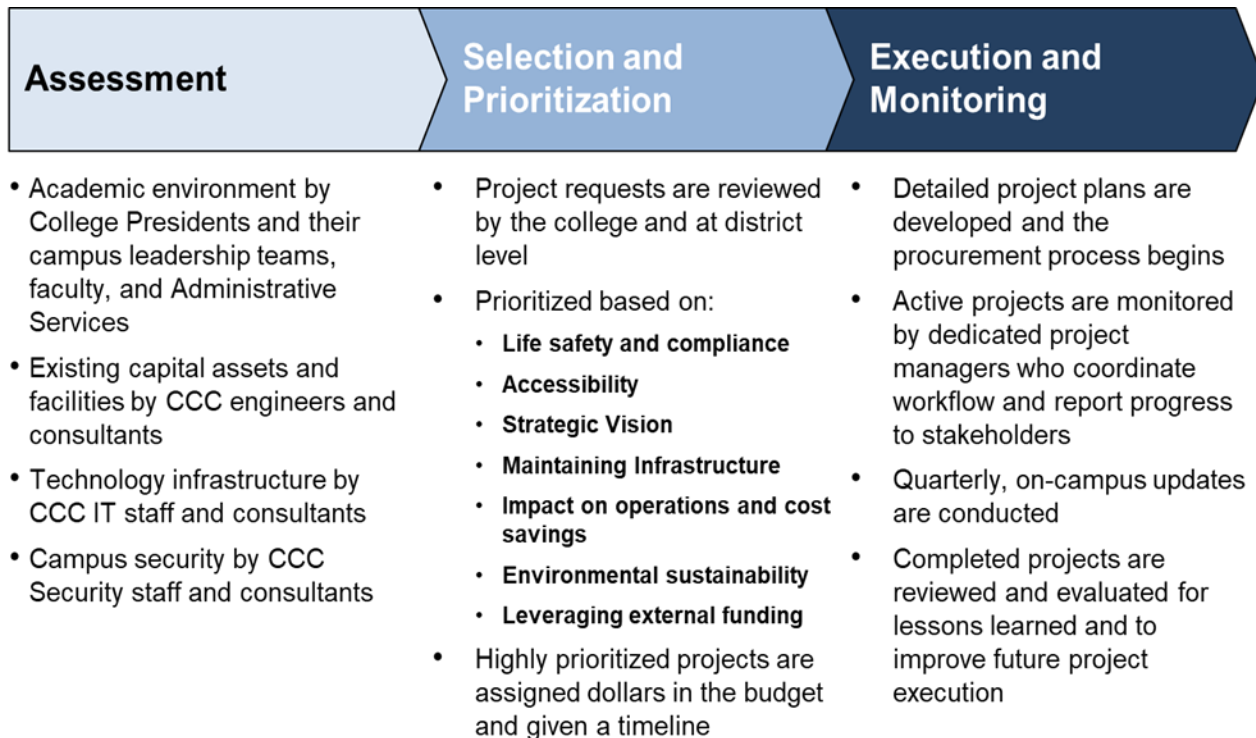 Assessment
Selection and
Prioritization
Execution and
Monitoring
• Academic environment by
College Presidents and their
campus leadership teams,
faculty, and Administrative
Services
• Existing capital assets and
facilities by CCC engineers and
consultants
• Technology infrastructure by
CCC IT staff and consultants
• Campus security by CCC
Security staff and consultants
• Project requests are reviewed
by the college and at district
level
• Prioritized based on:
• Life safety and compliance
• Accessibility
• Strategic Vision
• Maintaining Infrastructure
• Impact on operations and cost
savings
• Environmental sustainability
• Leveraging external funding
• Highly prioritized projects are
assigned dollars in the budget
and given a timeline
• Detailed project plans are
developed and the
procurement process begins
• Active projects are monitored
by dedicated project
managers who coordinate
workflow and report progress
to stakeholders
• Quarterly, on-campus updates
are conducted
• Completed projects are
reviewed and evaluated for
lessons learned and to
improve future project
execution